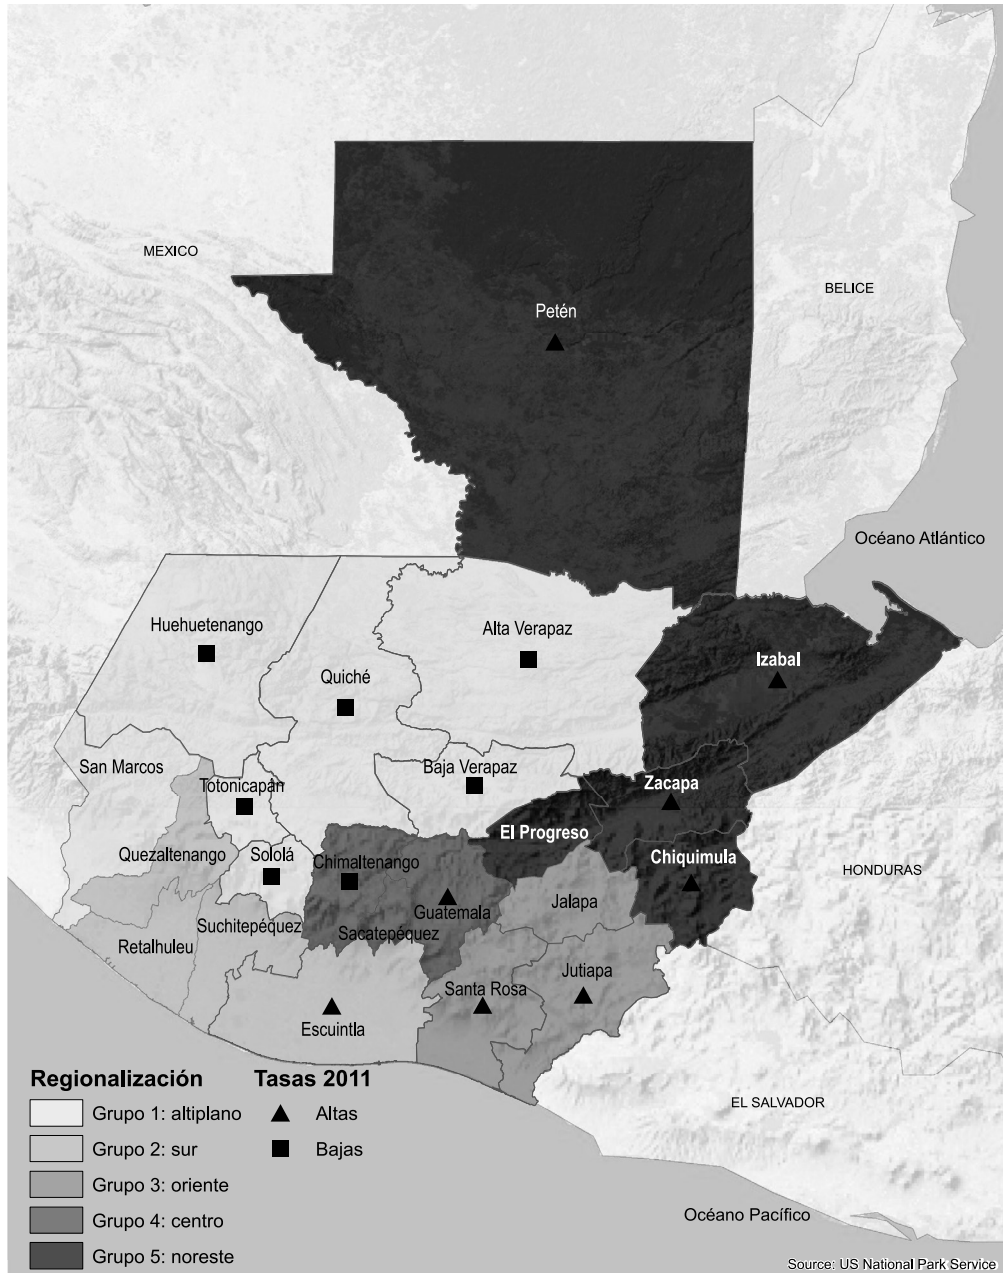 MEXICO
BELICE
Petén
Océano Atlántico
Huehuetenango
Alta Verapaz
Izabal
Quiché
San Marcos
Baja Verapaz
Zacapa
Totonicapán
El Progreso
Quezaltenango
Sololá
Chimaltenango
Chiquimula
HONDURAS
Jalapa
Guatemala
Suchitepéquez
Sacatepéquez
Retalhuleu
Jutiapa
Santa Rosa
Escuintla
Regionalización
Grupo 1: altiplano
Grupo 2: sur
Grupo 3: oriente
Grupo 4: centro
Grupo 5: noreste
Tasas 2011
Altas
Bajas
EL SALVADOR
Océano Pacífico
Source: US National Park Service